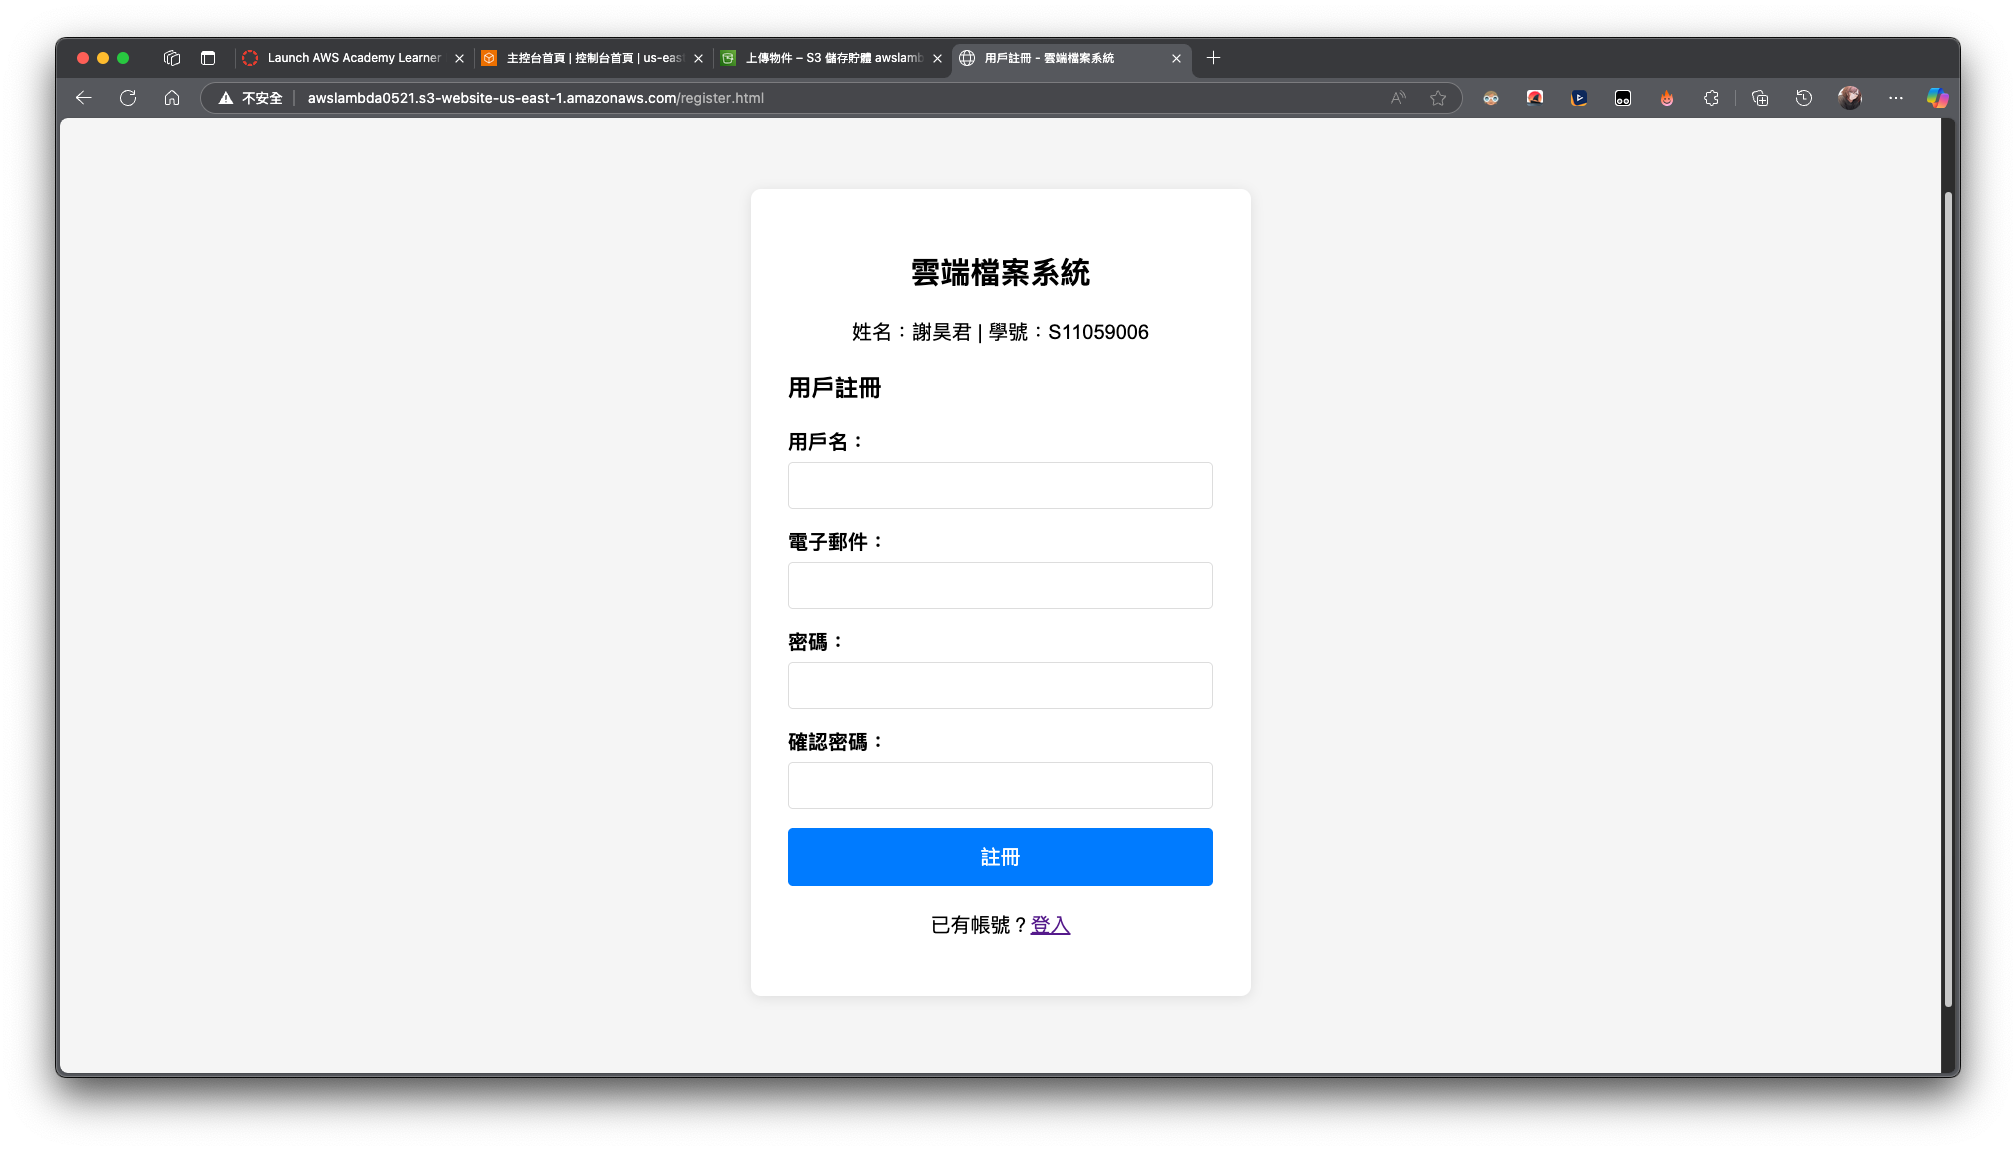 Launch AWS Academy Learner
主控台首頁 | 控制台首頁 | us-eas
上傳物件 – S3 儲存貯體 awslamb
用戶註冊 - 雲端檔案系統
不安全
awslambda0521.s3-website-us-east-1.amazonaws.com/register.html
雲端檔案系統
姓名：謝昊君 | 學號：S11059006
用戶註冊
用戶名：
電子郵件：
密碼：
確認密碼：
註冊
已有帳號？登入